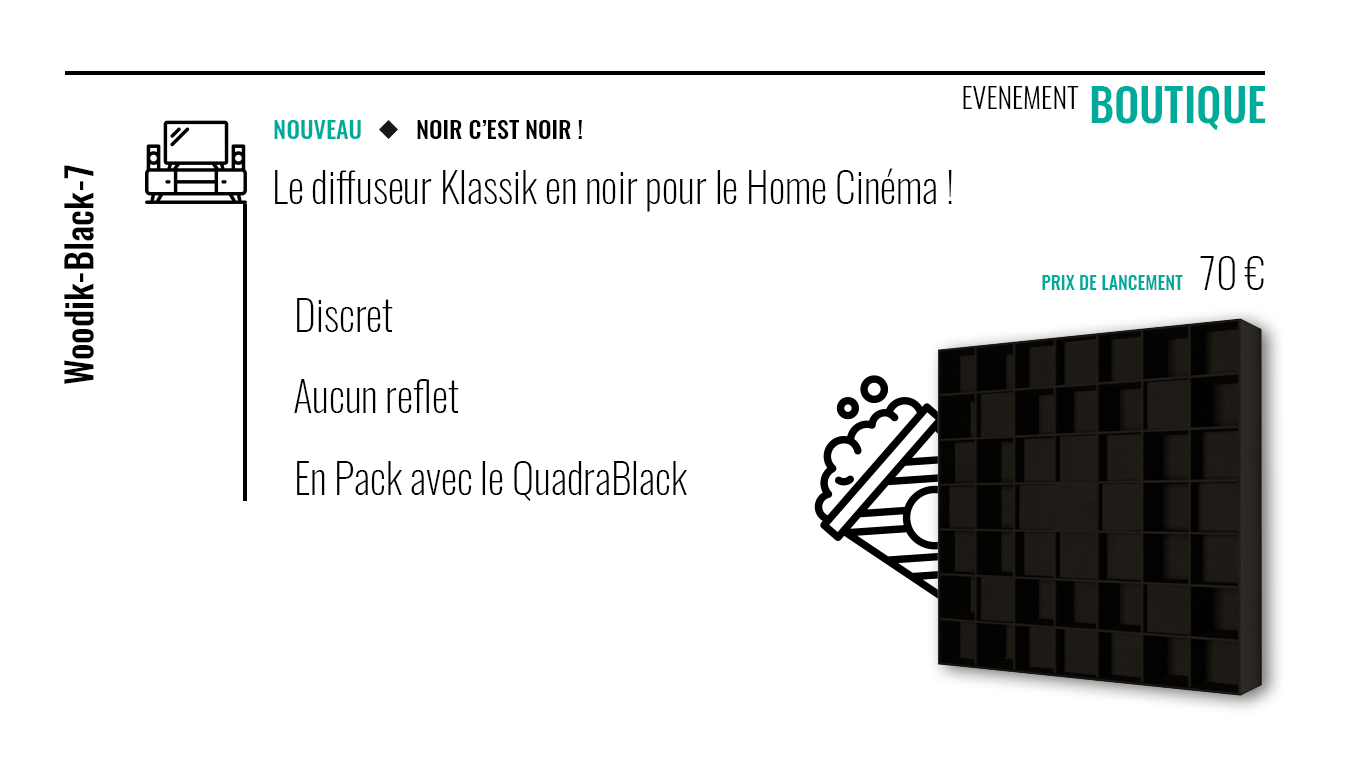 EVENEMENT BOUTIQUE
NOUVEAU ◆ NOIR C'EST NOIR !
Le diffuseur Klassik en noir pour le Home Cinéma !
Woodik-Black-7
PRIX DE LANCEMENT 70 €
Discret
Aucun reflet
En Pack avec le QuadraBlack